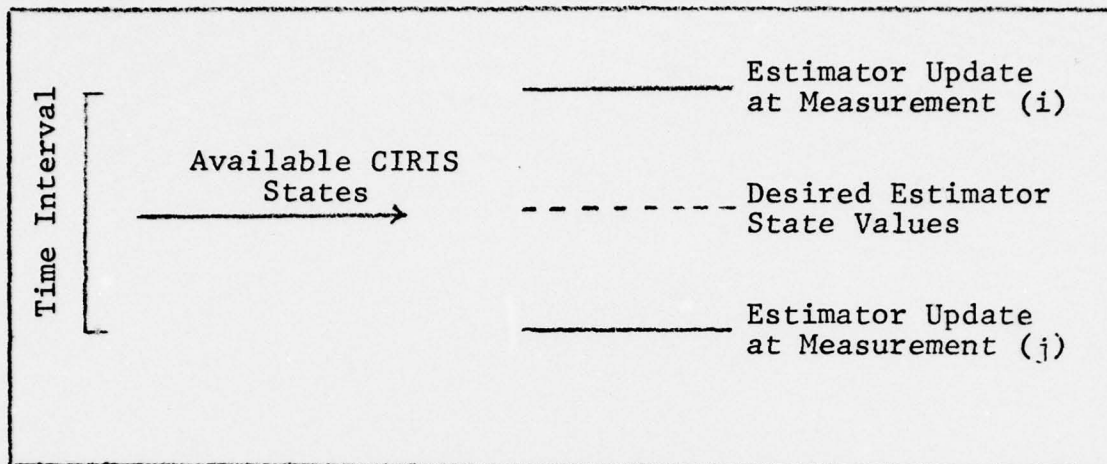 Time Interval
Available CIRIS
States
Estimator Update
at Measurement (i)
Desired Estimator
State Values
Estimator Update
at Measurement (j)